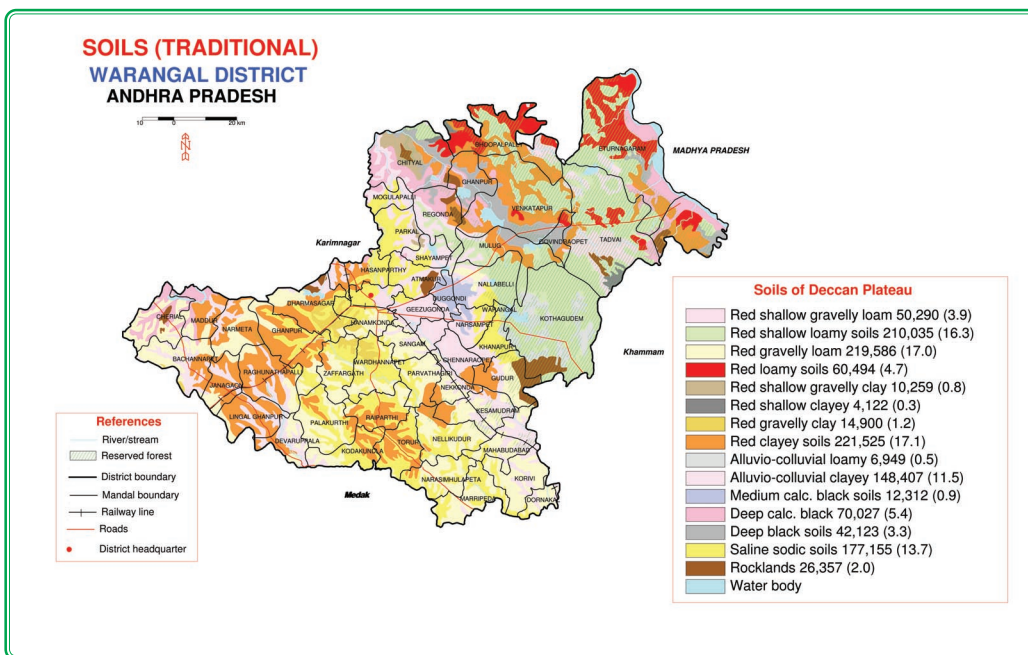 SOILS (TRADITIONAL)
WARANGAL DISTRICT
ANDHRA PRADESH
10 0 20 km
N
MADHYA PRADESH
ETURNAGARAM
BHOOPALPALLY
CHITYAL
GHANPUR
MOGULAPALLI
VENKATAPUR
REGONDA
PARKAL
Karimnagar
MULUG
GOVINDRAOPET
TADVAI
SHAYAMPET
HASANPARTHY
ATMAKUR
NALLABELLI
DHARMASAGAR
DUGGONDI
GEEZUGONDA
WARANGAL
KOTHAGUDEM
CHERIAL
MADDUR
NARMETA
GHANPUR
HANAMKONDA
NARSAMPET
SANGAM
KHANAPUR
BACHANNAPET
RAGHUNATHAPALLI
WARDHANNAPET
CHENNARAOPET
Khammam
ZAFFARGATH
PARVATHAGIRI
GUDUR
JANAGAON
NEKKONDA
KESAMUDRAM
LINGAL GHANPUR
PALAKURTHI
RAIPARTHI
DEVARUPPALA
TORUR
NELLIKUDUR
KODAKUNDLA
MAHABUDABAD
NARASIMHULAPETA
KORIVI
Medak
MARRIPEDA
DORNAKAL
References
River/stream
Reserved forest
District boundary
Mandal boundary
Railway line
Roads
District headquarter
Soils of Deccan Plateau
Red shallow gravelly loam 50,290 (3.9)
Red shallow loamy soils 210,035 (16.3)
Red gravelly loam 219,586 (17.0)
Red loamy soils 60,494 (4.7)
Red shallow gravelly clay 10,259 (0.8)
Red shallow clayey 4,122 (0.3)
Red gravelly clay 14,900 (1.2)
Red clayey soils 221,525 (17.1)
Alluvio-colluvial loamy 6,949 (0.5)
Alluvio-colluvial clayey 148,407 (11.5)
Medium calc. black soils 12,312 (0.9)
Deep calc. black 70,027 (5.4)
Deep black soils 42,123 (3.3)
Saline sodic soils 177,155 (13.7)
Rocklands 26,357 (2.0)
Water body